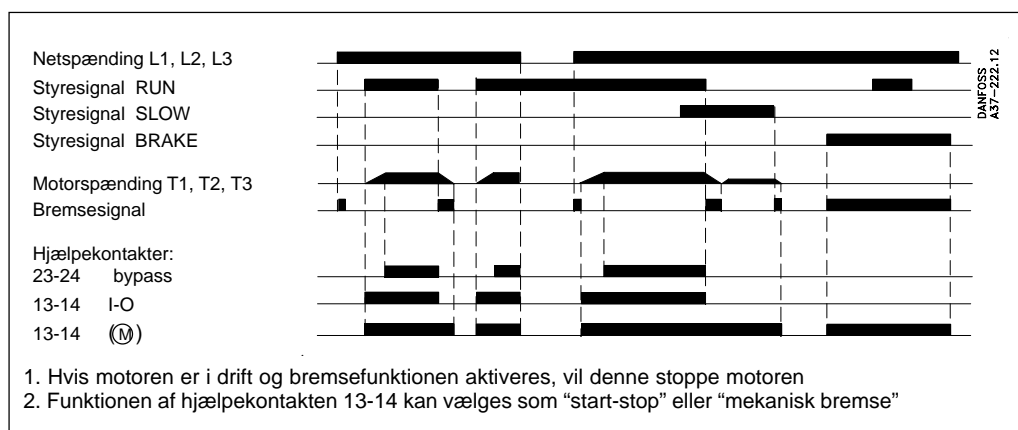 Netspænding L1, L2, L3
Styresignal RUN
Styresignal SLOW
Styresignal BRAKE
Motorspænding T1, T2, T3
Bremsesignal
Hjælpekontakter:
23-24 bypass
13-14 I-O
13-14 (M)
DANFOSS
A37-222.12
1. Hvis motoren er i drift og bremsefunktionen aktiveres, vil denne stoppe motoren
2. Funktionen af hjælpekontakten 13-14 kan vælges som “start-stop” eller “mekanisk bremse”